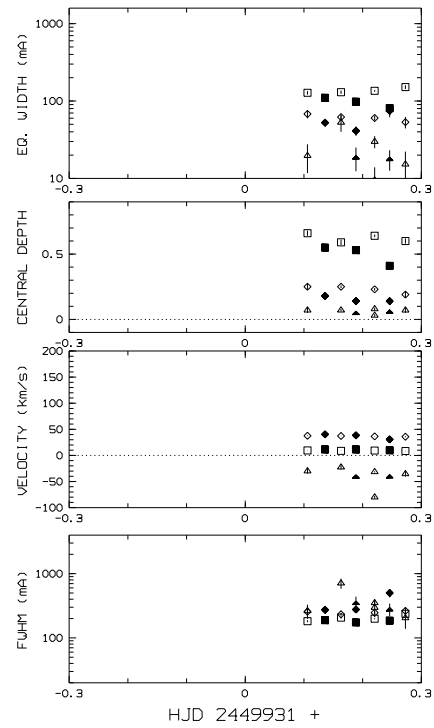 1000
100
10
EQ. WIDTH (mA)
-0.3 0 0.3
0.5
0
CENTRAL DEPTH
-0.3 0 0.3
200
150
100
50
0
-50
-100
VELOCITY (Km/s)
-0.3 0 0.3
1000
100
FWHM (mA)
-0.3 0 0.3
HJD 2449931 +